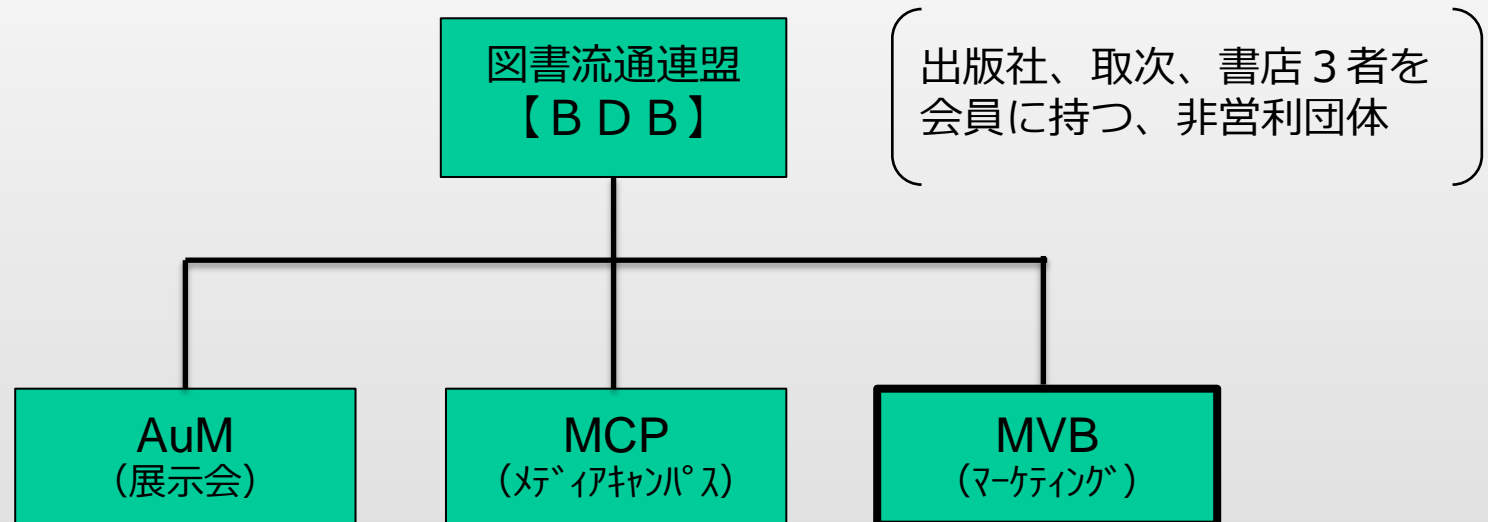 図書流通連盟
【ＢＤＢ】
出版社、取次、書店３者を
会員に持つ、非営利団体
AuM
（展示会）
MCP
（ﾒﾃﾞｨｱｷｬﾝﾊﾟｽ）
MVB
（ﾏｰｹﾃｨﾝｸﾞ）